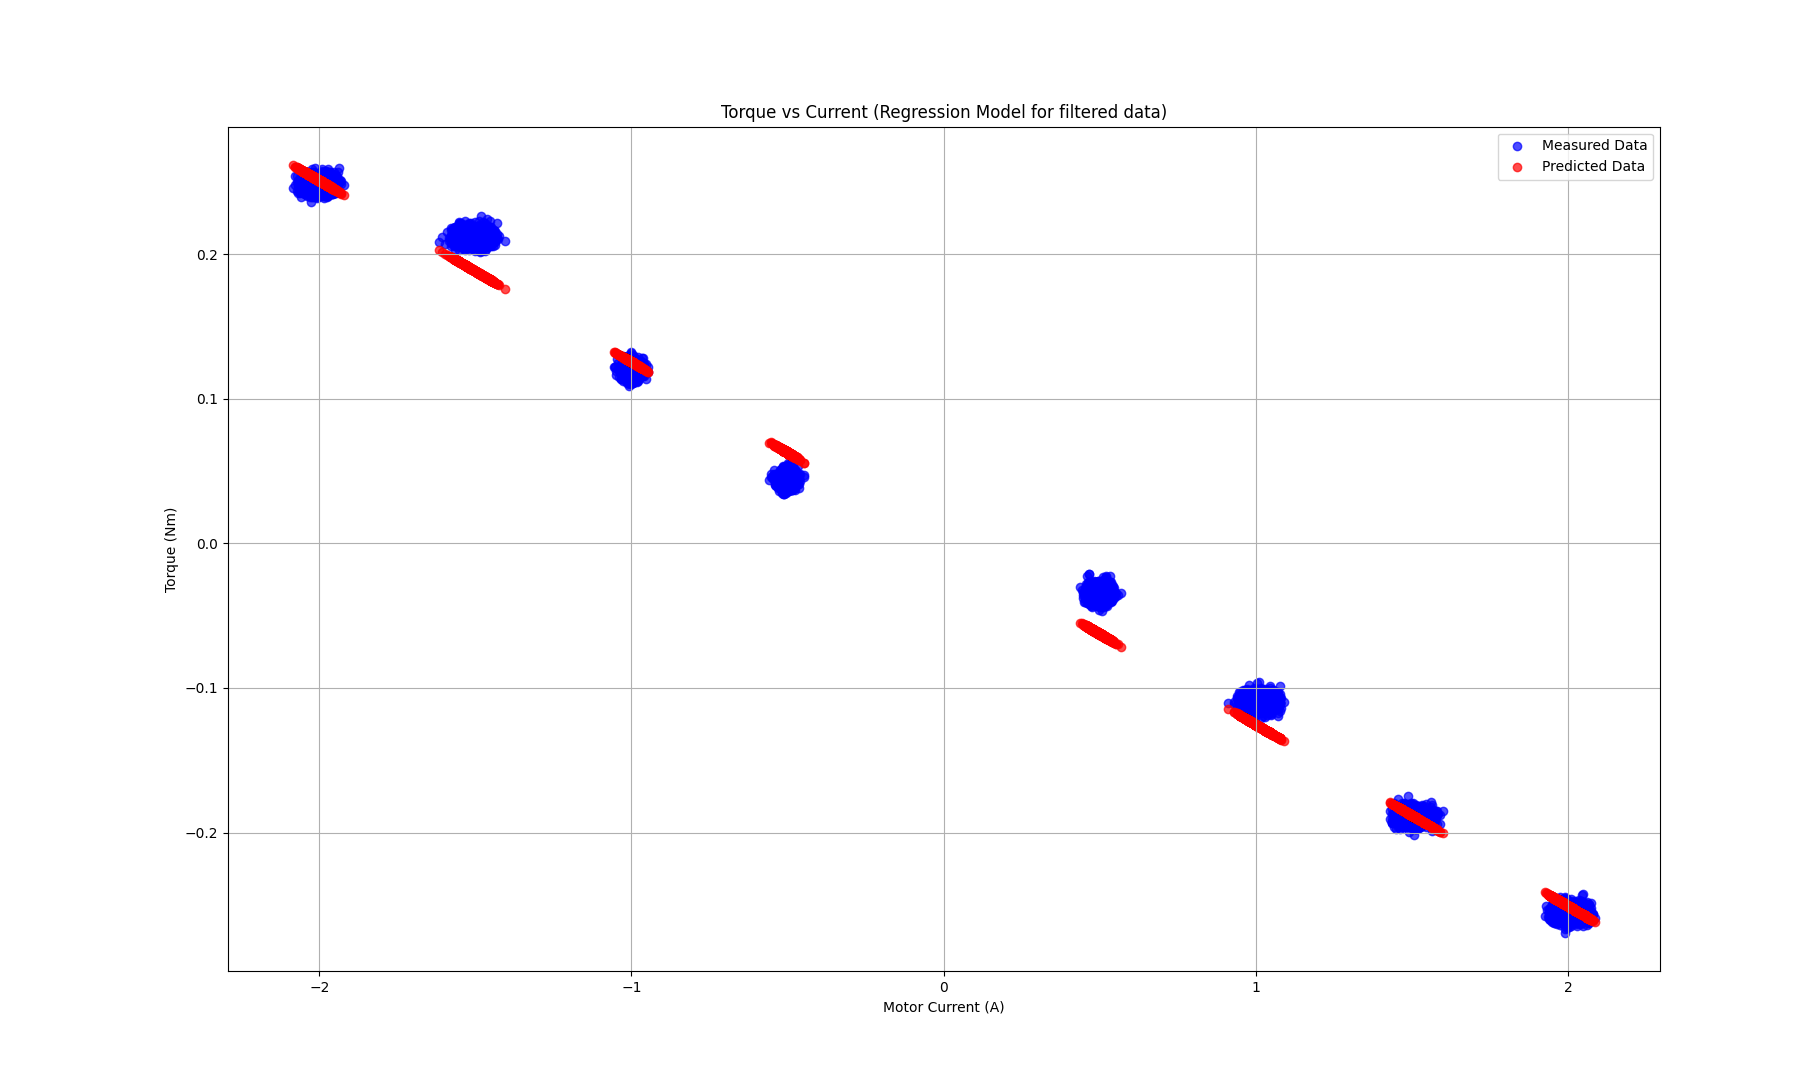 Torque vs Current (Regression Model for filtered data)
Measured Data
Predicted Data
Torque (Nm)
0.2
0.1
0.0
−0.1
−0.2
−2
−1
0
1
2
Motor Current (A)